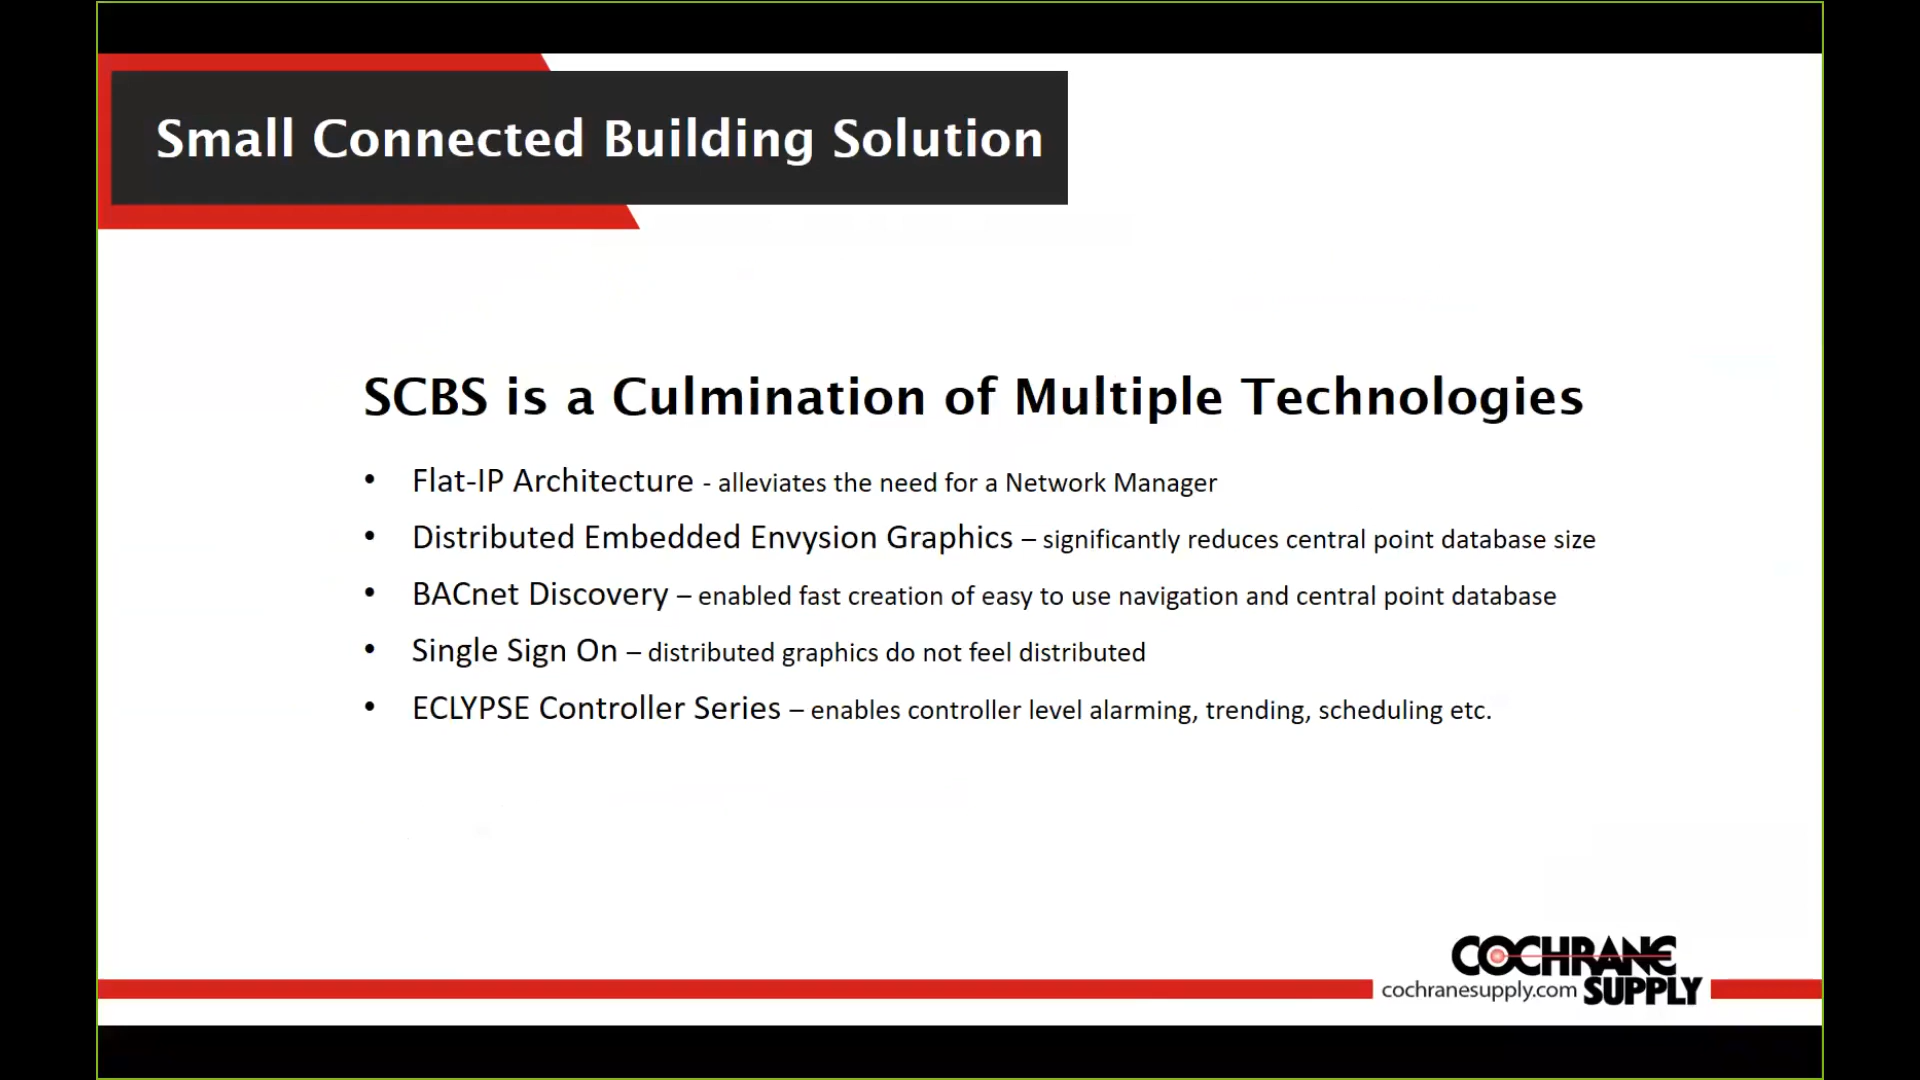 Small Connected Building Solution
SCBS is a Culmination of Multiple Technologies
• Flat-IP Architecture - alleviates the need for a Network Manager
• Distributed Embedded Envysion Graphics – significantly reduces central point database size
• BACnet Discovery – enabled fast creation of easy to use navigation and central point database
• Single Sign On – distributed graphics do not feel distributed
• ECLYPSE Controller Series – enables controller level alarming, trending, scheduling etc.
COCHRANE
cochranesupply.com SUPPLY